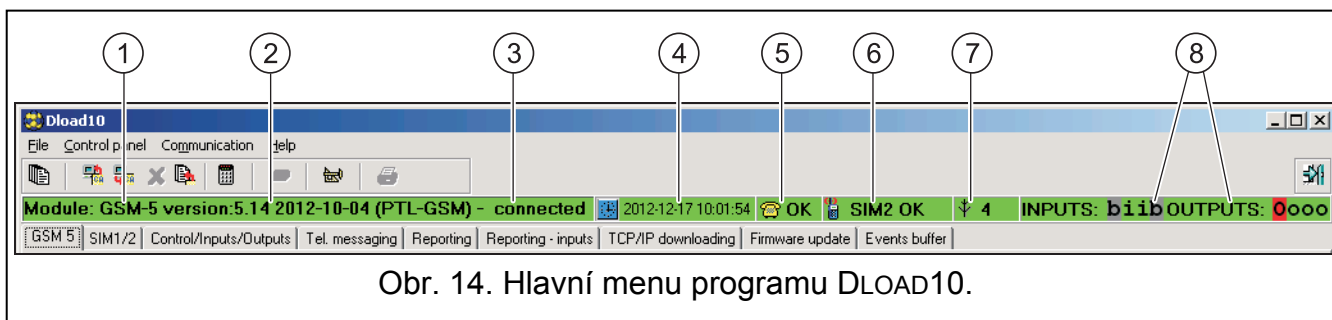 1 2 3 4 5 6 7 8
Dload10
File Control panel Communication Help
Module: GSM-5 version:5.14 2012-10-04 (PTL-GSM) - connected 2012-12-17 10:01:54 OK SIM2 OK 4 INPUTS: biib OUTPUTS: Oooo
GSM 5 SIM1/2 Control/Inputs/Outputs Tel. messaging Reporting Reporting - inputs TCP/IP downloading Firmware update Events buffer
Obr. 14. Hlavní menu programu DLOAD10.